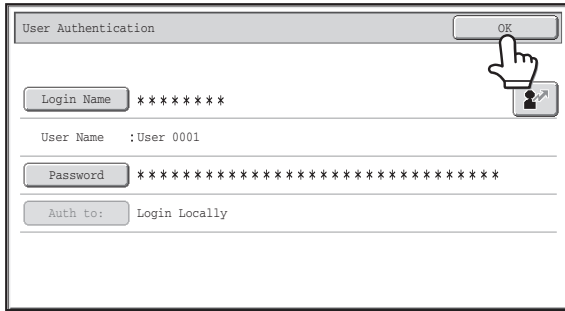 User Authentication OK
Login Name ********
User Name :User 0001
Password ********************************
Auth to: Login Locally